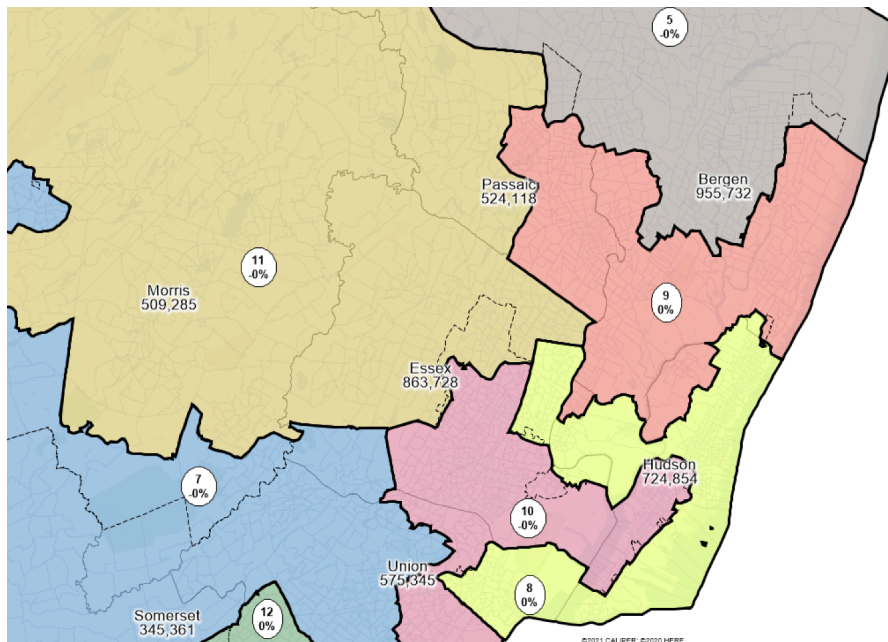 5
-0%
Bergen
955,732
Passaic
524,118
11
-0%
Morris
509,285
9
0%
Essex
863,728
Hudson
724,854
7
-0%
10
-0%
Union
575,345
8
0%
Somerset
345,361
12
0%
©2021 CALIPER; ©2020 HERE